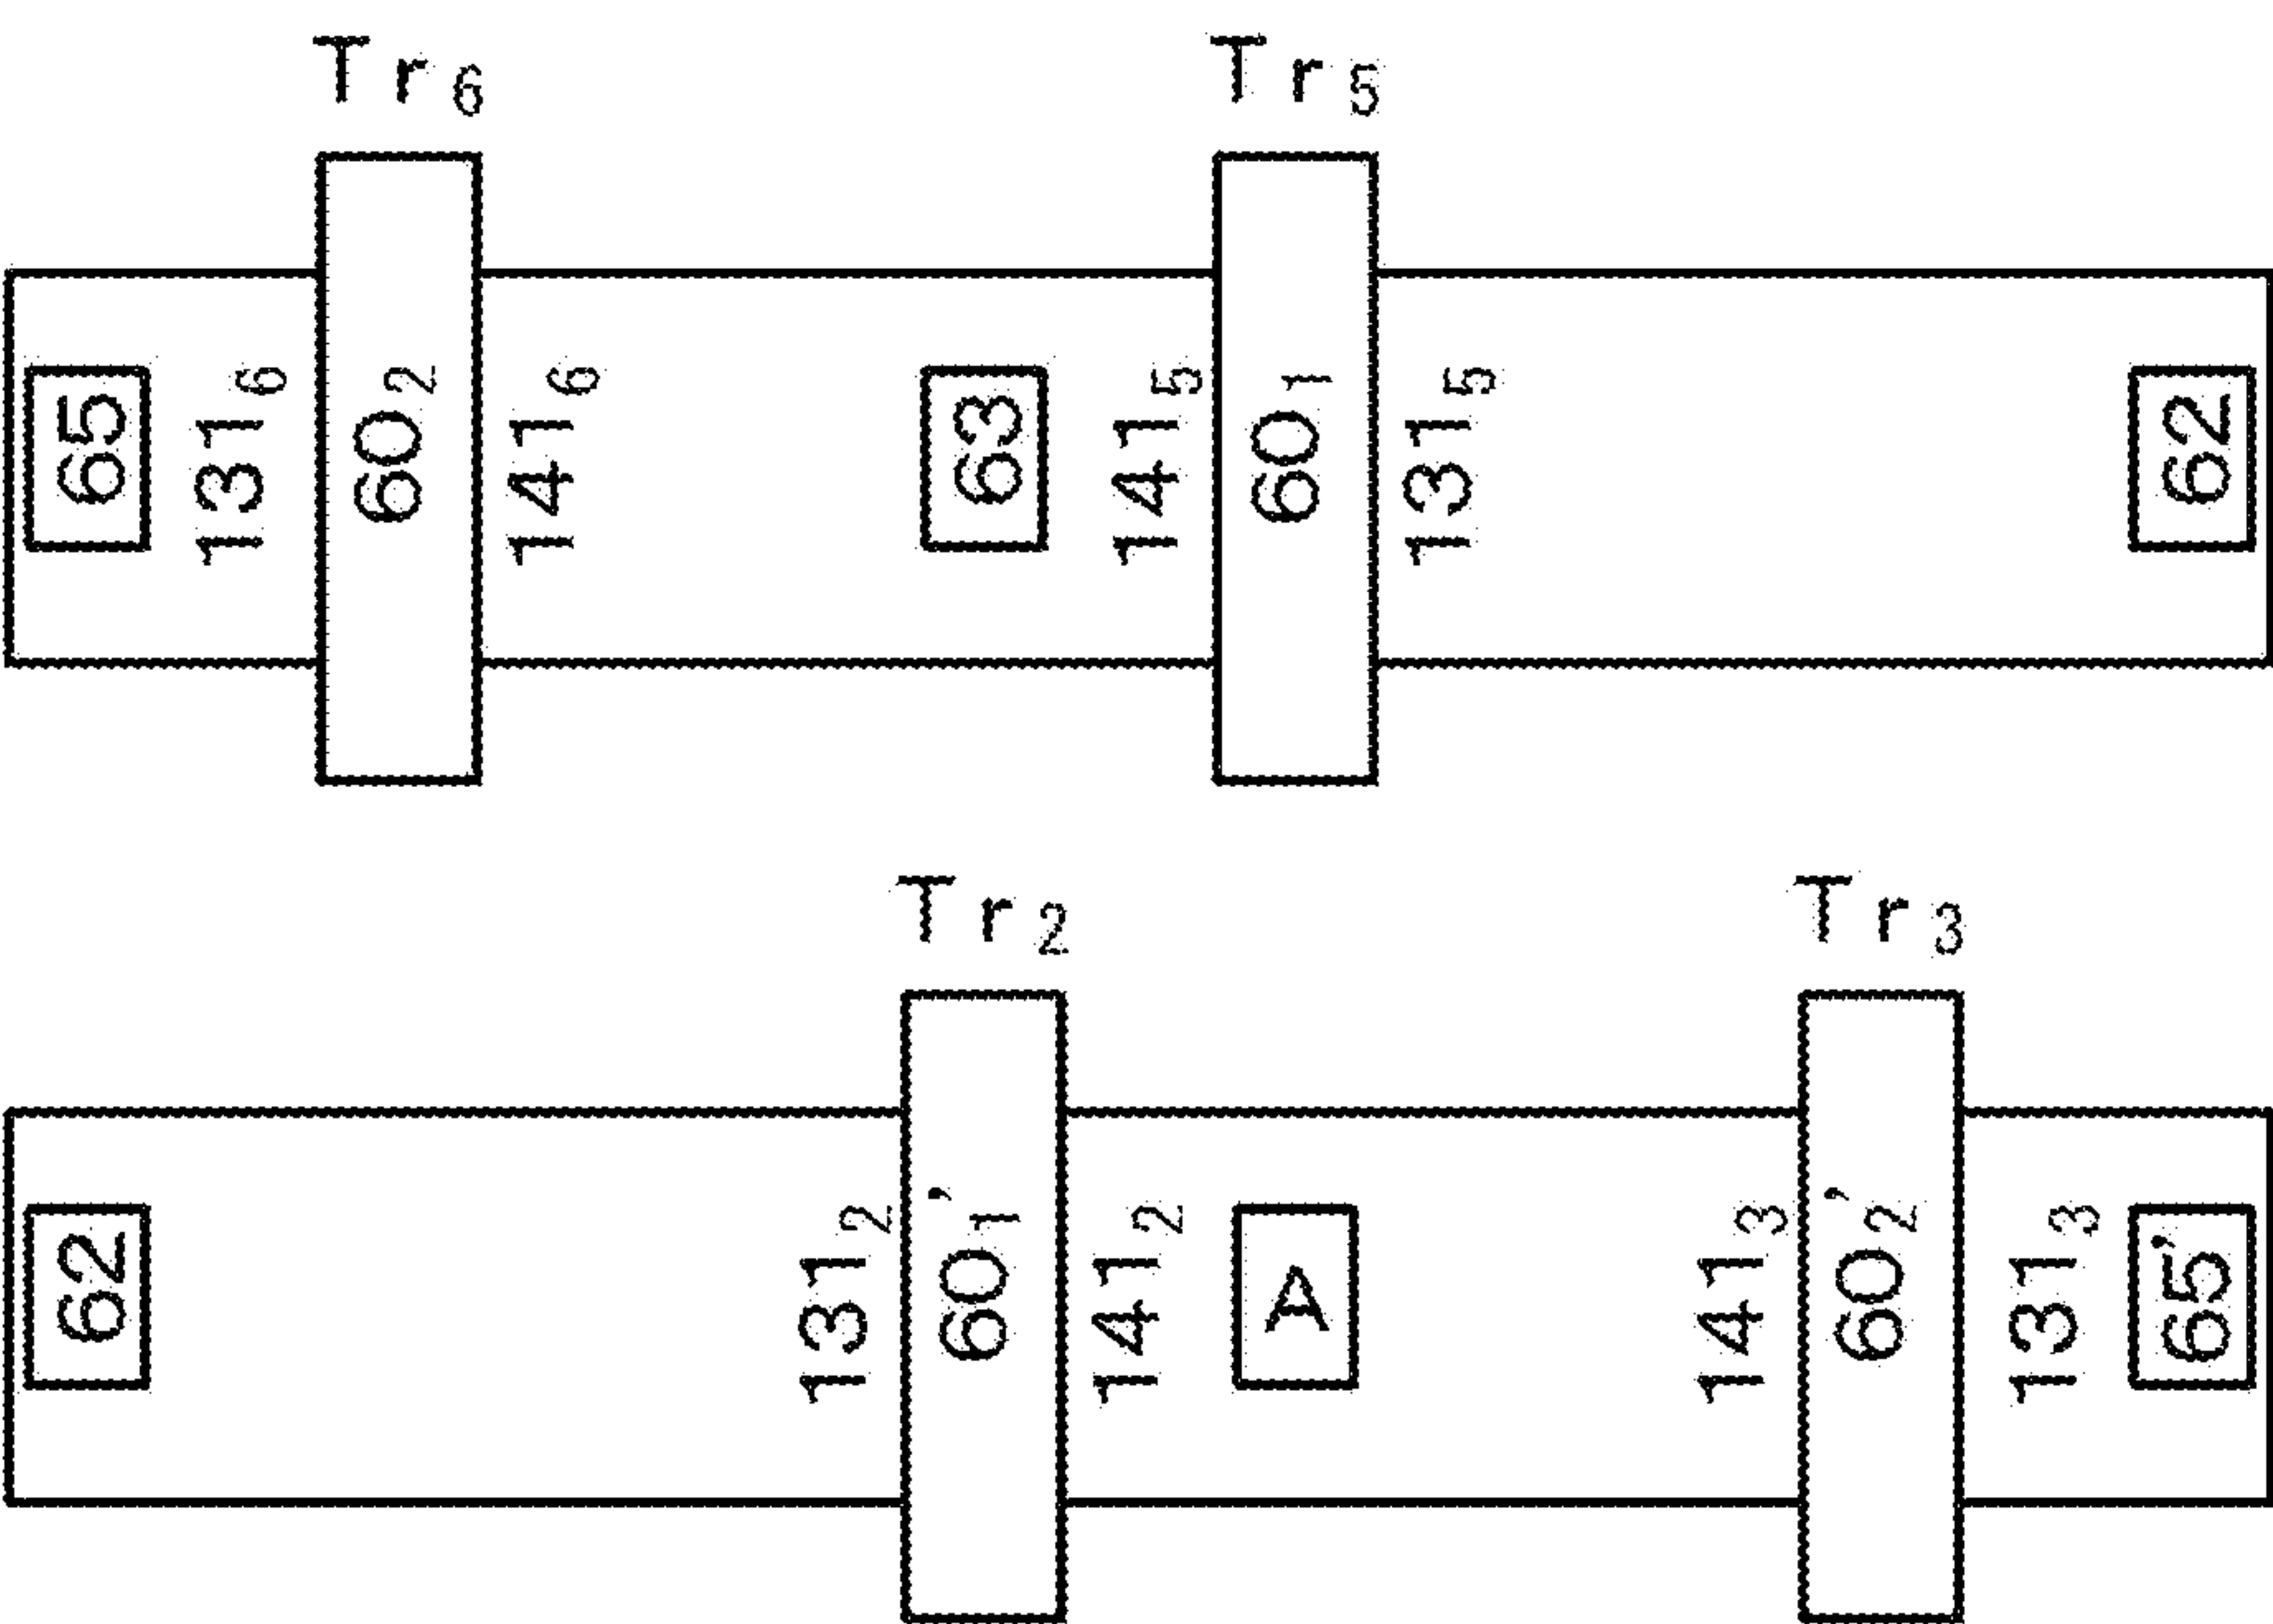 Tr₆ Tr₅
65 131₆ 60₂ 141₆ 63 141₅ 60₁ 131₅ 62
Tr₂ Tr₃
62 131₂ 60₁' 141₂ A 141₃ 60₂' 131₃ 65'